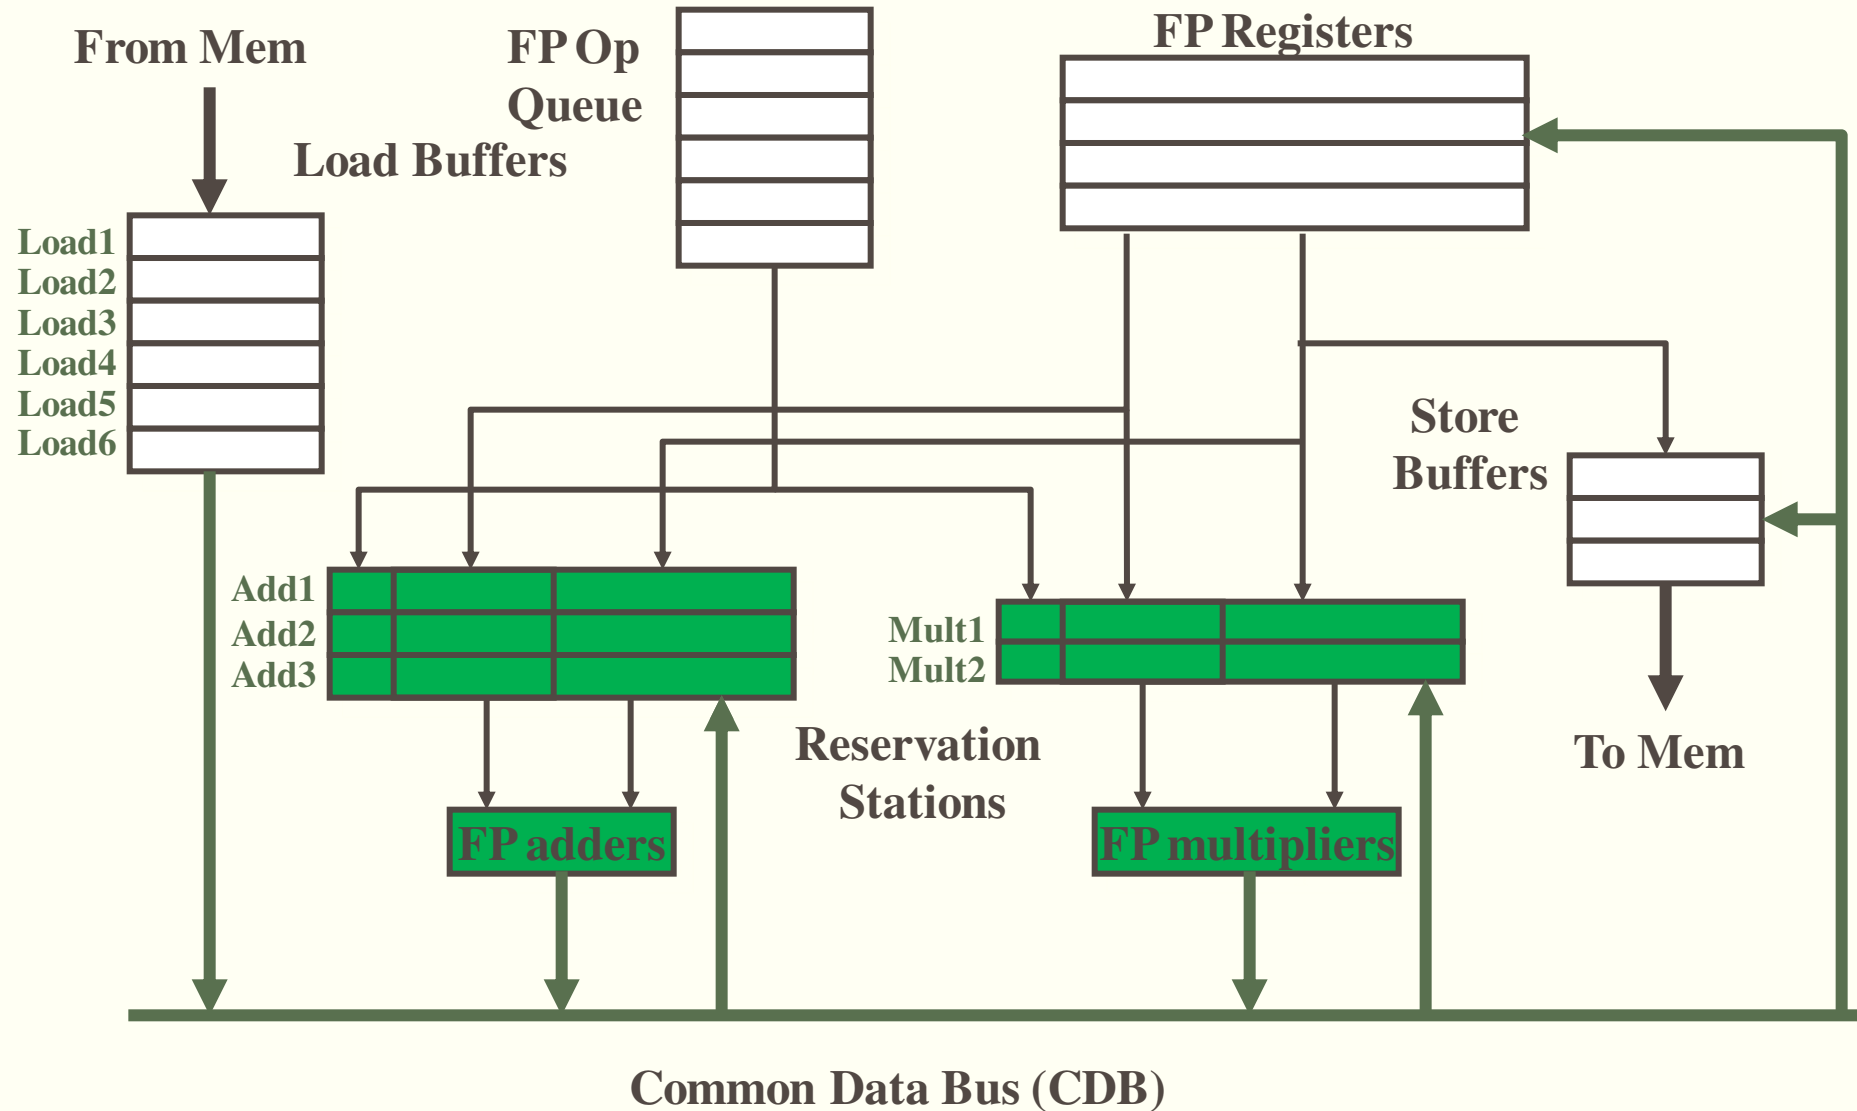 From Mem
FP Op
Queue
FP Registers
Load Buffers
Load1
Load2
Load3
Load4
Load5
Load6
Store
Buffers
Add1
Add2
Add3
Mult1
Mult2
Reservation
Stations
To Mem
FP adders
FP multipliers
Common Data Bus (CDB)